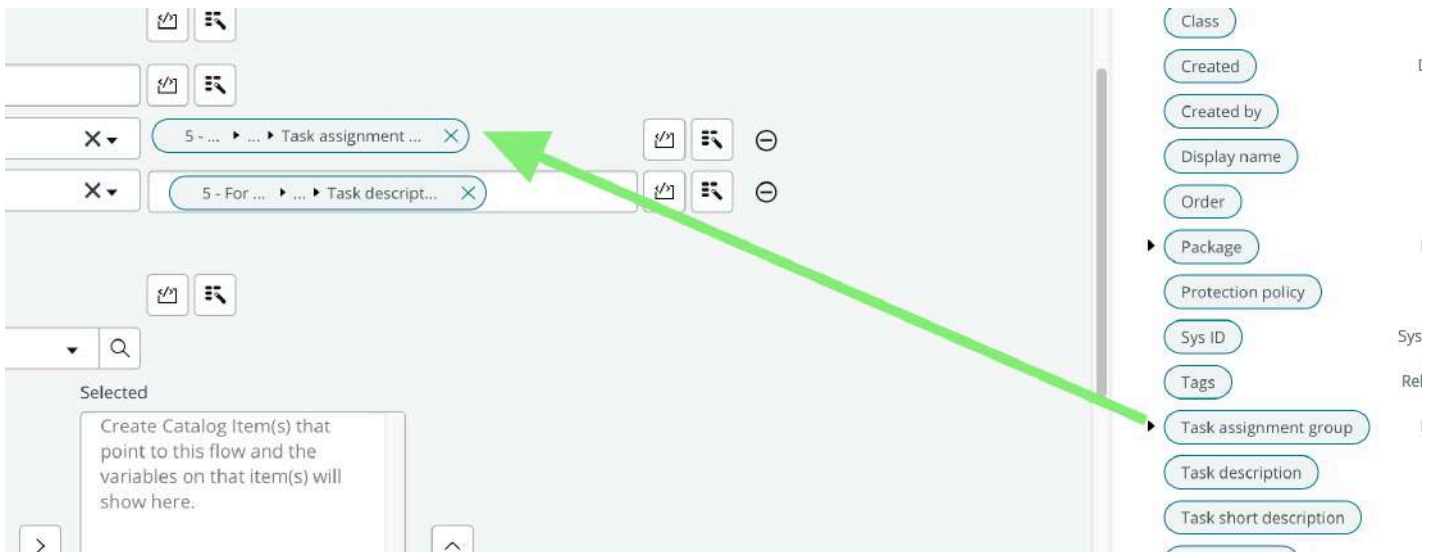 Class
Created
Created by
5 - ... ▸ ... ▸ Task assignment ...
Display name
5 - For ... ▸ ... ▸ Task descript...
Order
Package
Protection policy
Sys ID
Sys
Selected
Tags
Rel
Create Catalog Item(s) that
point to this flow and the
variables on that item(s) will
show here.
Task assignment group
Task description
Task short description